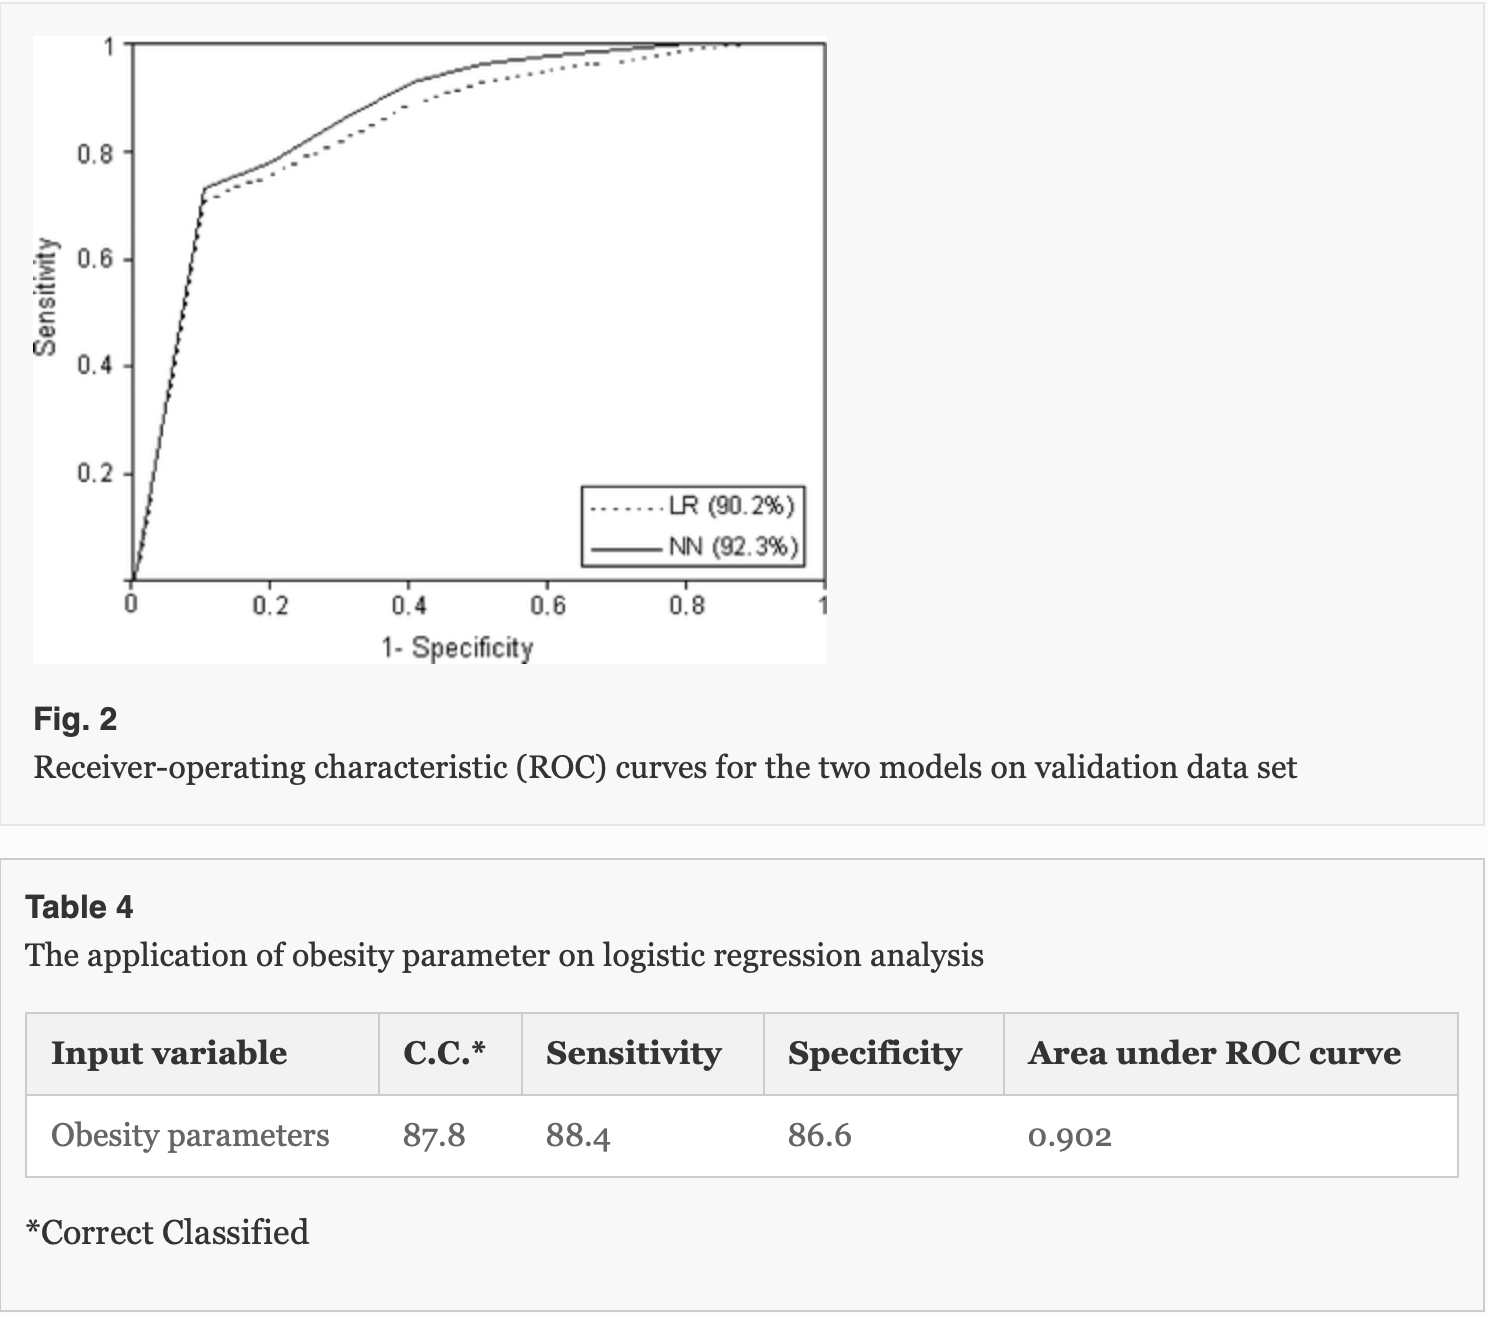 1
0.8
0.6
0.4
0.2
Sensitivity
LR (90.2%)
NN (92.3%)
0 0.2 0.4 0.6 0.8 1
1- Specificity
Fig. 2
Receiver-operating characteristic (ROC) curves for the two models on validation data set
Table 4
The application of obesity parameter on logistic regression analysis
Input variable C.C.* Sensitivity Specificity Area under ROC curve
Obesity parameters 87.8 88.4 86.6 0.902
*Correct Classified